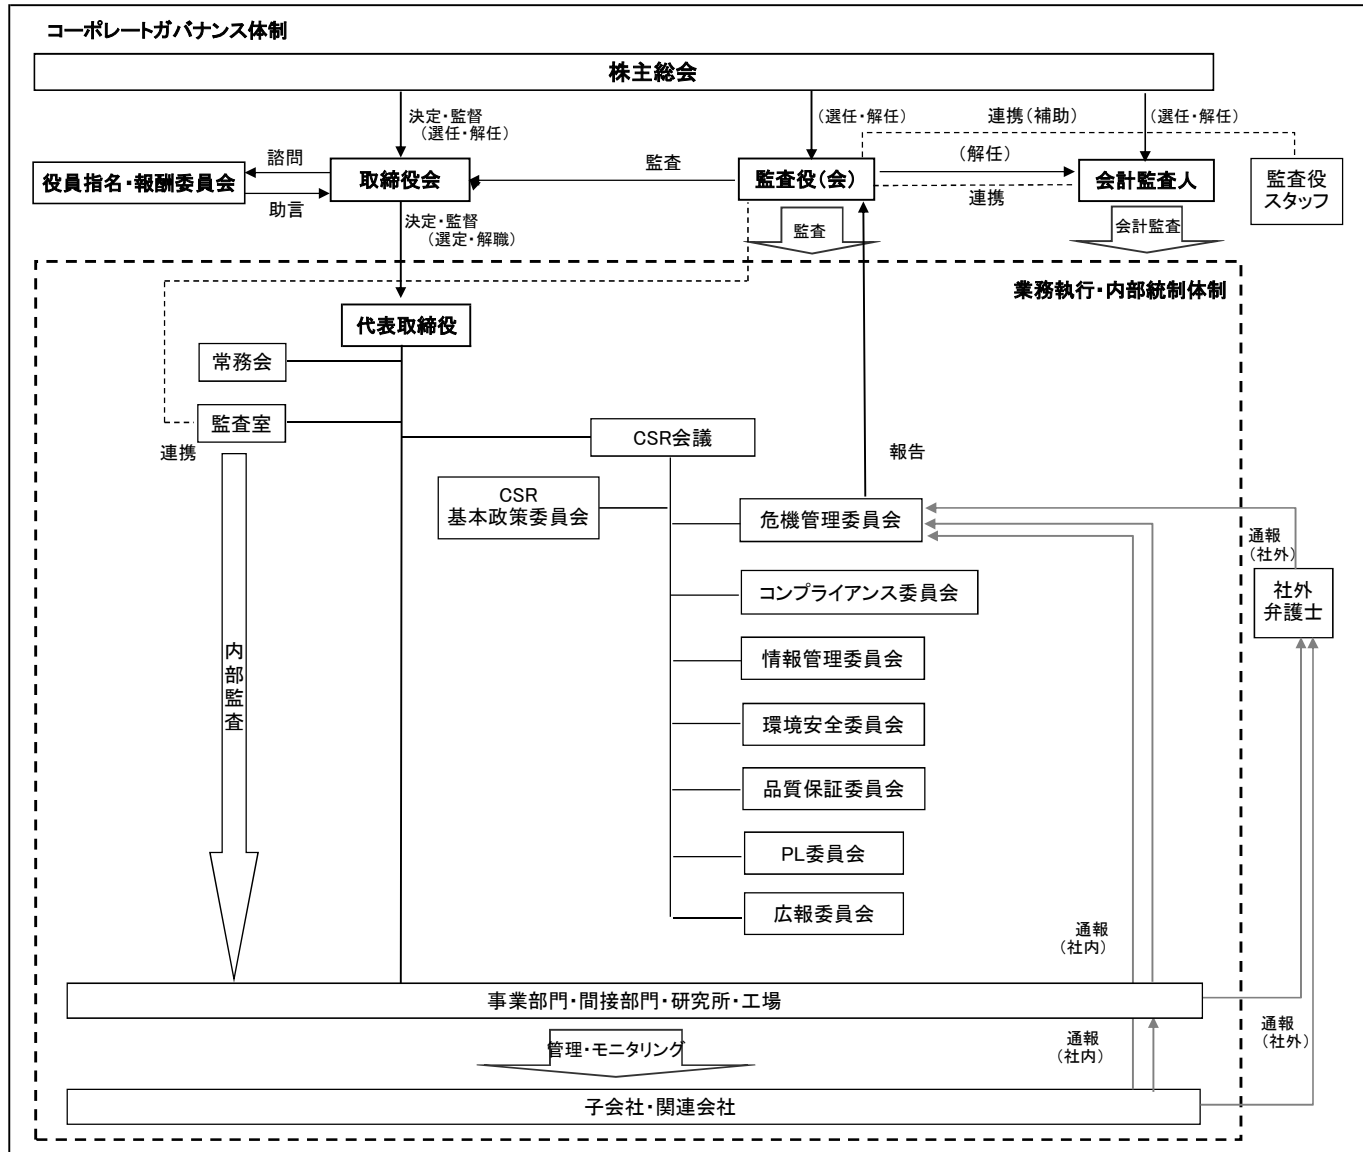 コーポレートガバナンス体制
株主総会
決定・監督
(選任・解任)
(選任・解任)
連携(補助)
(選任・解任)
諮問
監査
(解任)
役員指名・報酬委員会
取締役会
監査役(会)
会計監査人
監査役
スタッフ
助言
連携
決定・監督
(選定・解職)
監査
会計監査
業務執行・内部統制体制
代表取締役
常務会
監査室
連携
CSR会議
報告
CSR
基本政策委員会
危機管理委員会
通報
(社外)
コンプライアンス委員会
社外
弁護士
内部監査
情報管理委員会
環境安全委員会
品質保証委員会
PL委員会
広報委員会
通報
(社内)
事業部門・間接部門・研究所・工場
通報
(社外)
管理・モニタリング
通報
(社内)
子会社・関連会社